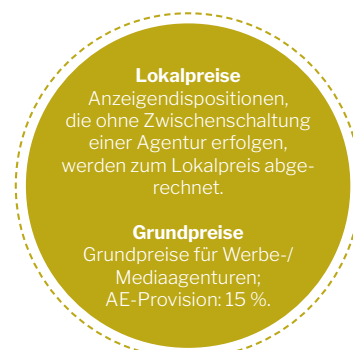 Lokalpreise
Anzeigendispositionen,
die ohne Zwischenschaltung
einer Agentur erfolgen,
werden zum Lokalpreis abge-
rechnet.
Grundpreise
Grundpreise für Werbe-/
Mediaagenturen;
AE-Provision: 15 %.